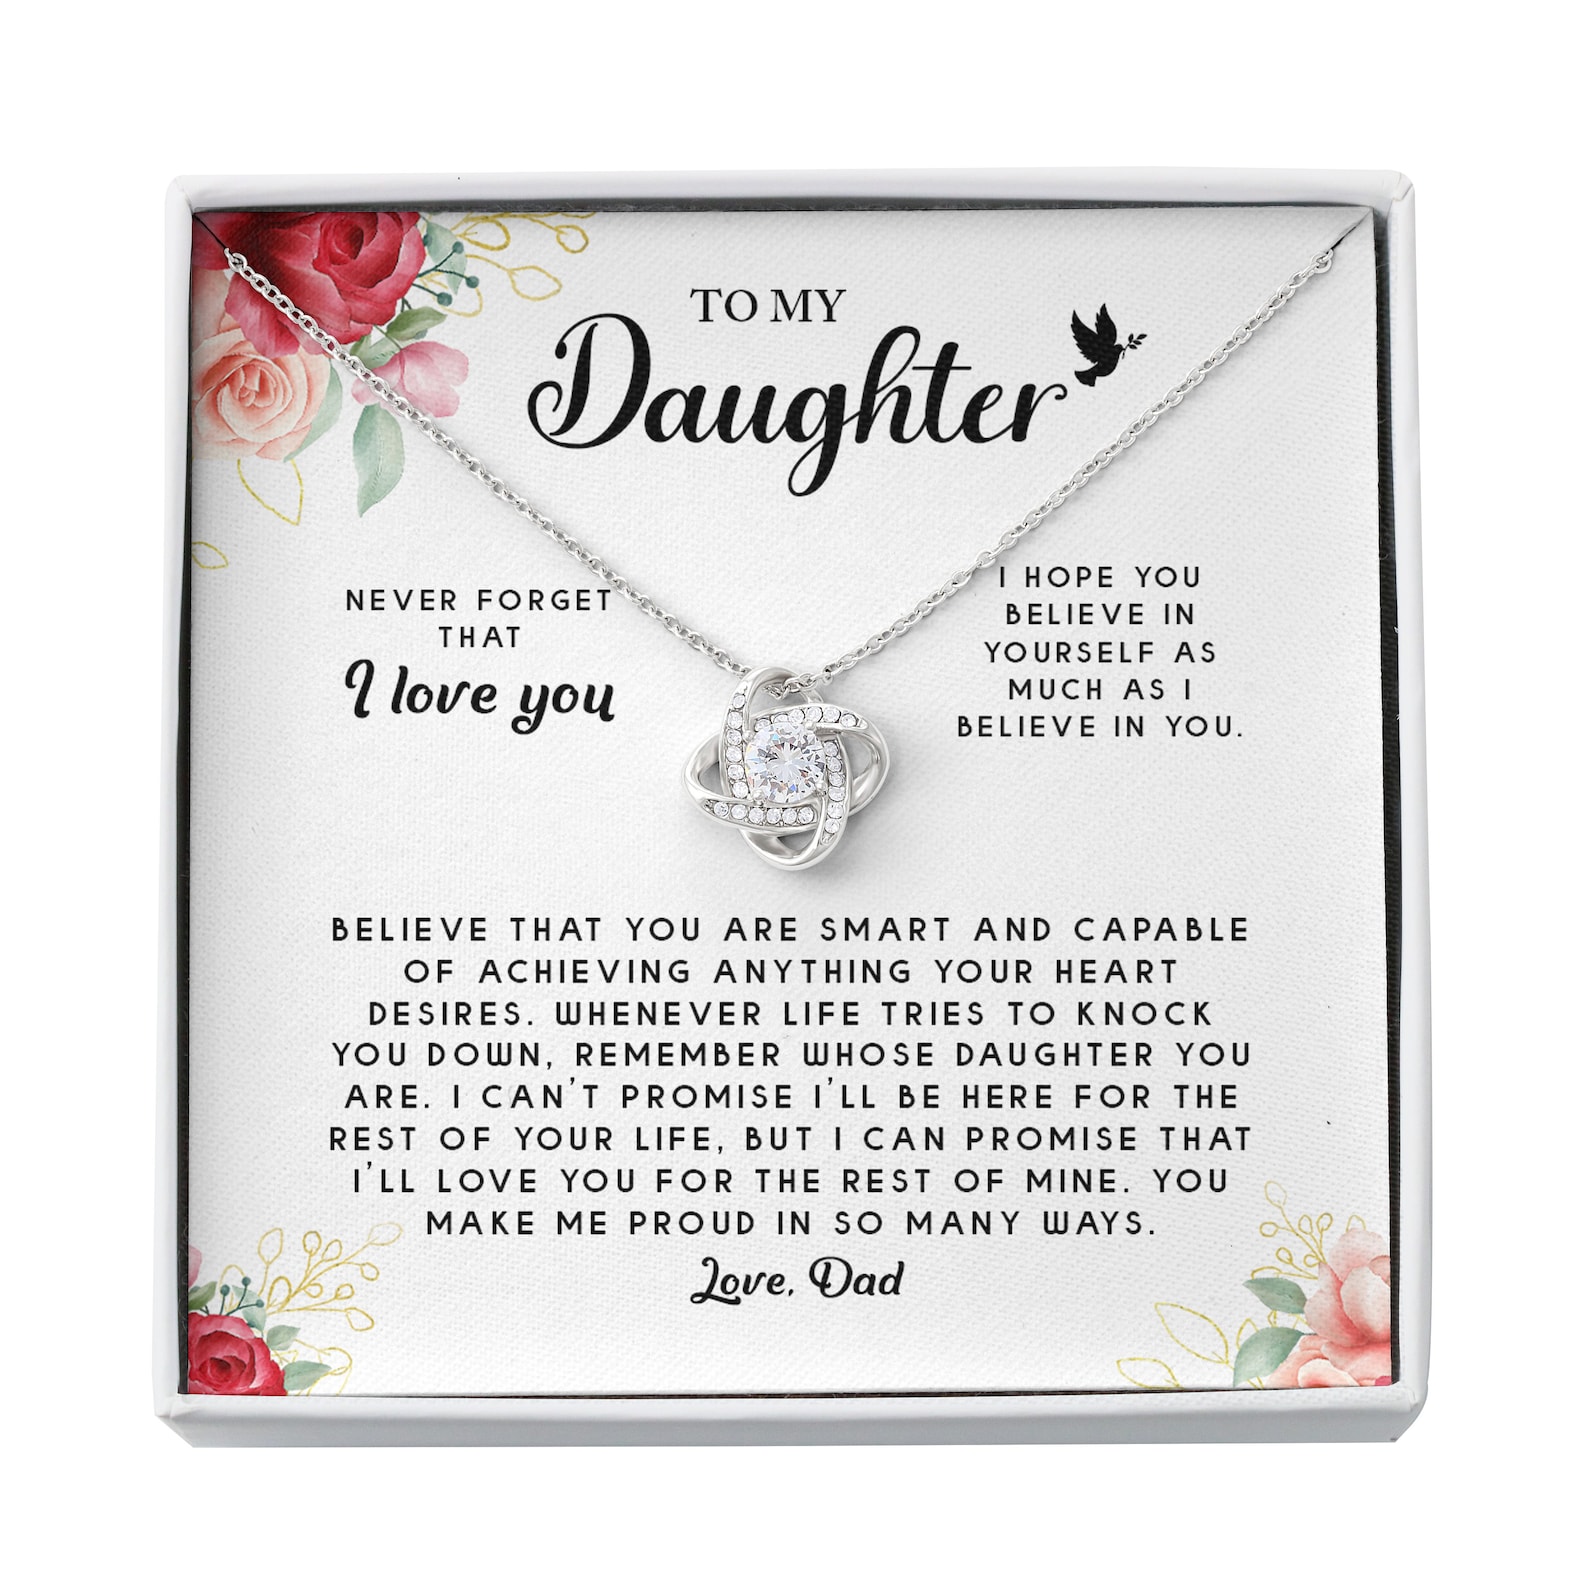 TO MY
Daughter
NEVER FORGET
THAT
I love you
I HOPE YOU
BELIEVE IN
YOURSELF AS
MUCH AS I
BELIEVE IN YOU.
BELIEVE THAT YOU ARE SMART AND CAPABLE
OF ACHIEVING ANYTHING YOUR HEART
DESIRES. WHENEVER LIFE TRIES TO KNOCK
YOU DOWN, REMEMBER WHOSE DAUGHTER YOU
ARE. I CAN'T PROMISE I'LL BE HERE FOR THE
REST OF YOUR LIFE, BUT I CAN PROMISE THAT
I'LL LOVE YOU FOR THE REST OF MINE. YOU
MAKE ME PROUD IN SO MANY WAYS.
Love, Dad